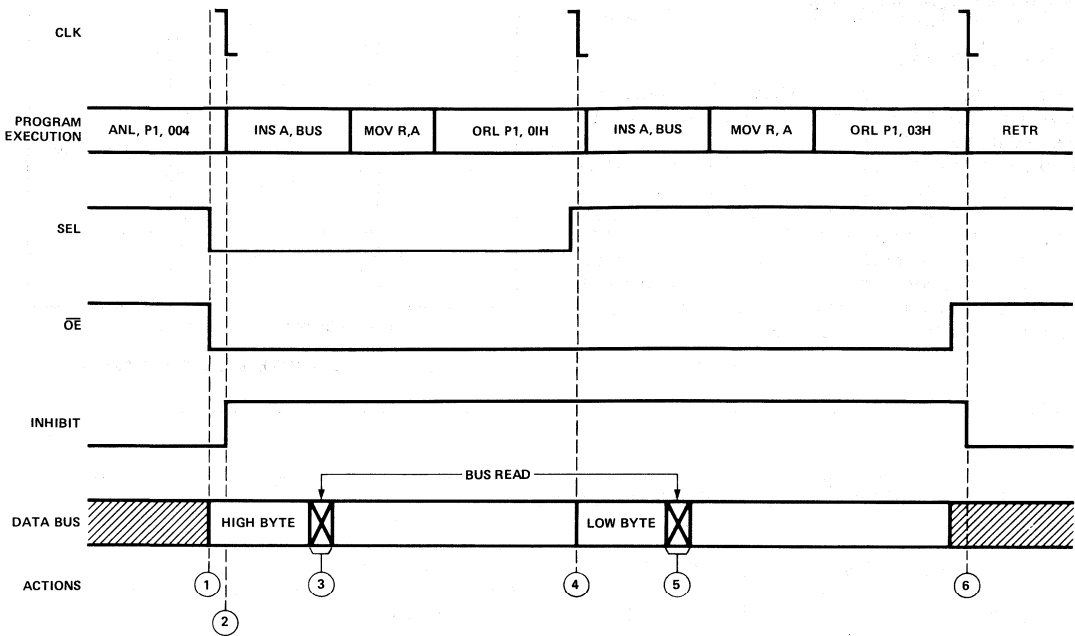 CLK
PROGRAM
EXECUTION
ANL, P1, 004
INS A, BUS
MOV R,A
ORL P1, 0IH
INS A, BUS
MOV R, A
ORL P1, 03H
RETR
SEL
OE
INHIBIT
BUS READ
DATA BUS
HIGH BYTE
LOW BYTE
ACTIONS
1
2
3
4
5
6